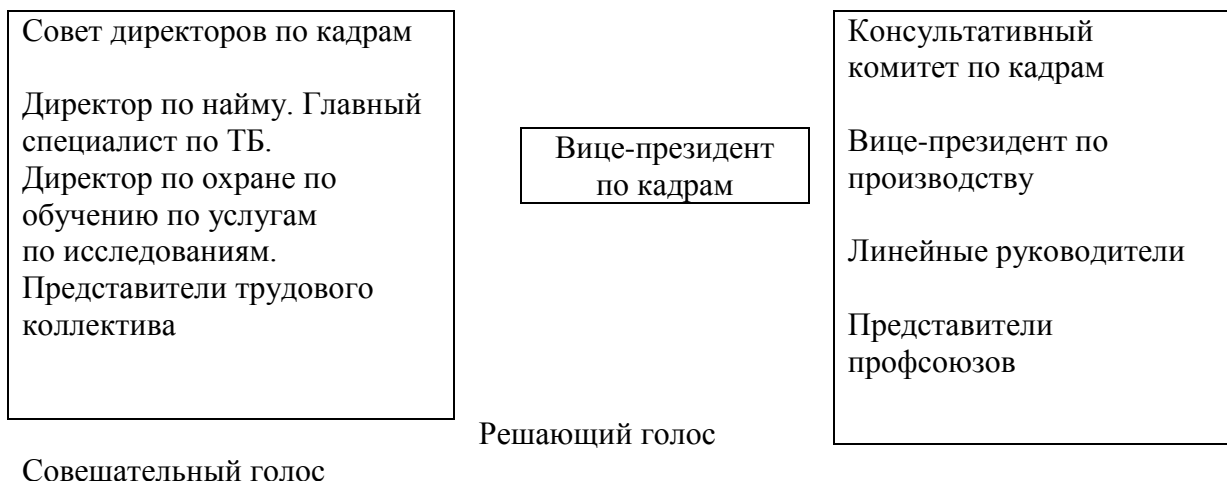 Совет директоров по кадрам
Директор по найму. Главный
специалист по ТБ.
Директор по охране по
обучению по услугам
по исследованиям.
Представители трудового
коллектива
Вице-президент
по кадрам
Консультативный
комитет по кадрам
Вице-президент по
производству
Линейные руководители
Представители
профсоюзов
Решающий голос
Совещательный голос